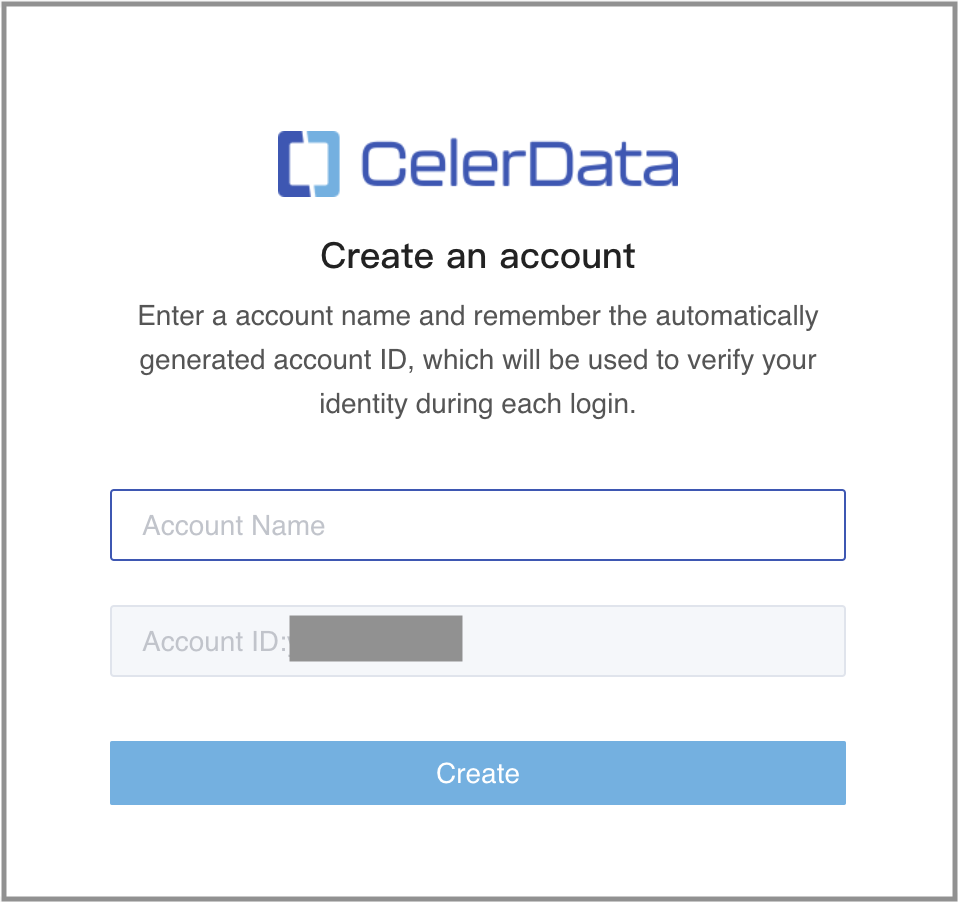 CelerData
Create an account
Enter a account name and remember the automatically
generated account ID, which will be used to verify your
identity during each login.
Account Name
Account ID:
Create